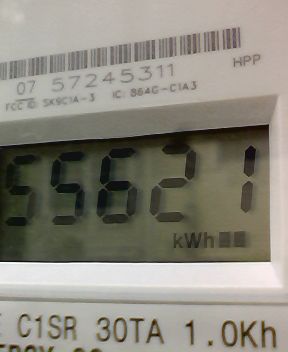 HPP
07 57245311
FCC ID: SK9C1A-3 IC: 864G-C1A3
55621
kWh
C1SR 30TA 1.0Kh